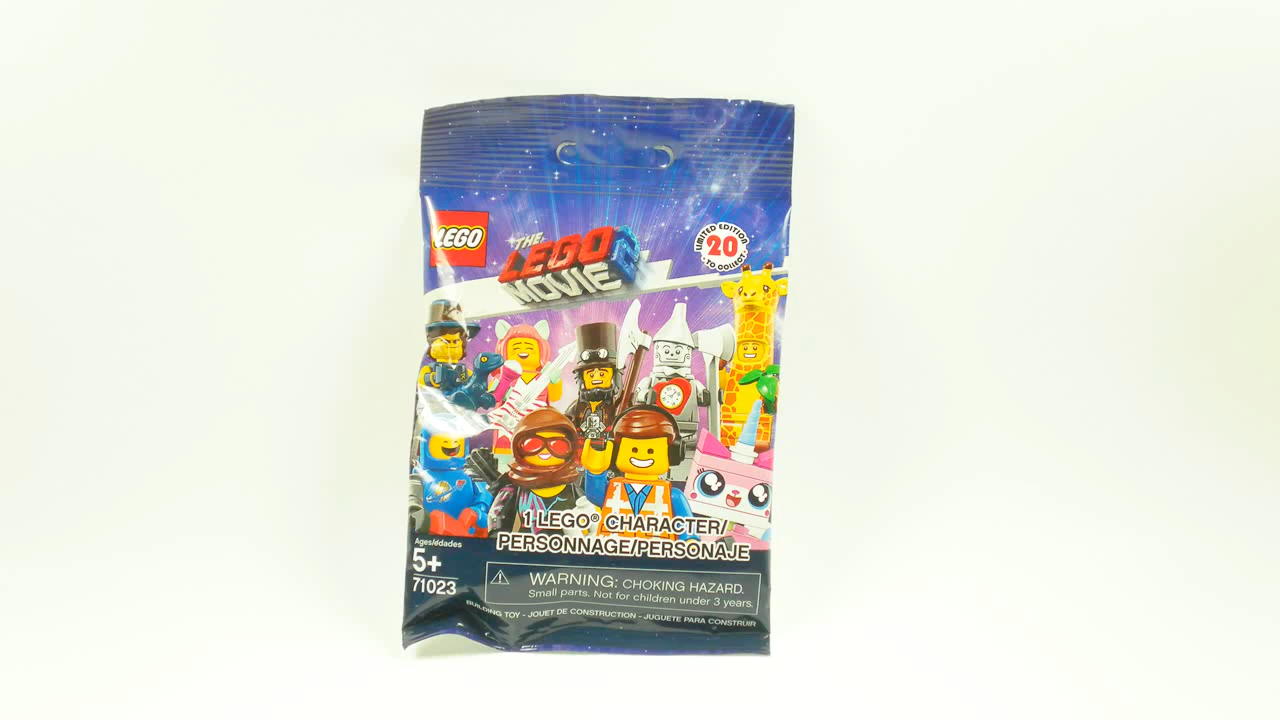 LEGO
THE
LEGO
MOVIE 2
LIMITED EDITION
20
TO COLLECT
1 LEGO® CHARACTER/
PERSONNAGE/PERSONAJE
Ages/édades
5+
71023
WARNING: CHOKING HAZARD.
Small parts. Not for children under 3 years.
BUILDING TOY - JOUET DE CONSTRUCTION - JUGUETE PARA CONSTRUIR